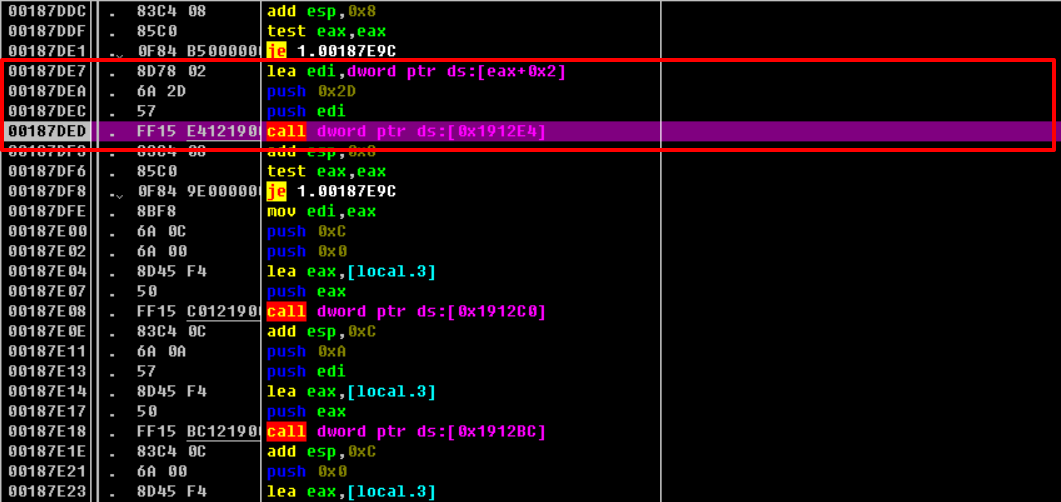 00187DDC . 83C4 08 add esp,0x8
00187DDF . 85C0 test eax,eax
00187DE1 . 0F84 B5000000 je 1.00187E9C
00187DE7 . 8D78 02 lea edi,dword ptr ds:[eax+0x2]
00187DEA . 6A 2D push 0x2D
00187DEC . 57 push edi
00187DED . FF15 E4121900 call dword ptr ds:[0x1912E4]
00187DF3 . 83C4 08 add esp,0x8
00187DF6 . 85C0 test eax,eax
00187DF8 . 0F84 9E000000 je 1.00187E9C
00187DFE . 8BF8 mov edi,eax
00187E00 . 6A 0C push 0xC
00187E02 . 6A 00 push 0x0
00187E04 . 8D45 F4 lea eax,[local.3]
00187E07 . 50 push eax
00187E08 . FF15 C0121900 call dword ptr ds:[0x1912C0]
00187E0E . 83C4 0C add esp,0xC
00187E11 . 6A 0A push 0xA
00187E13 . 57 push edi
00187E14 . 8D45 F4 lea eax,[local.3]
00187E17 . 50 push eax
00187E18 . FF15 BC121900 call dword ptr ds:[0x1912BC]
00187E1E . 83C4 0C add esp,0xC
00187E21 . 6A 00 push 0x0
00187E23 . 8D45 F4 lea eax,[local.3]